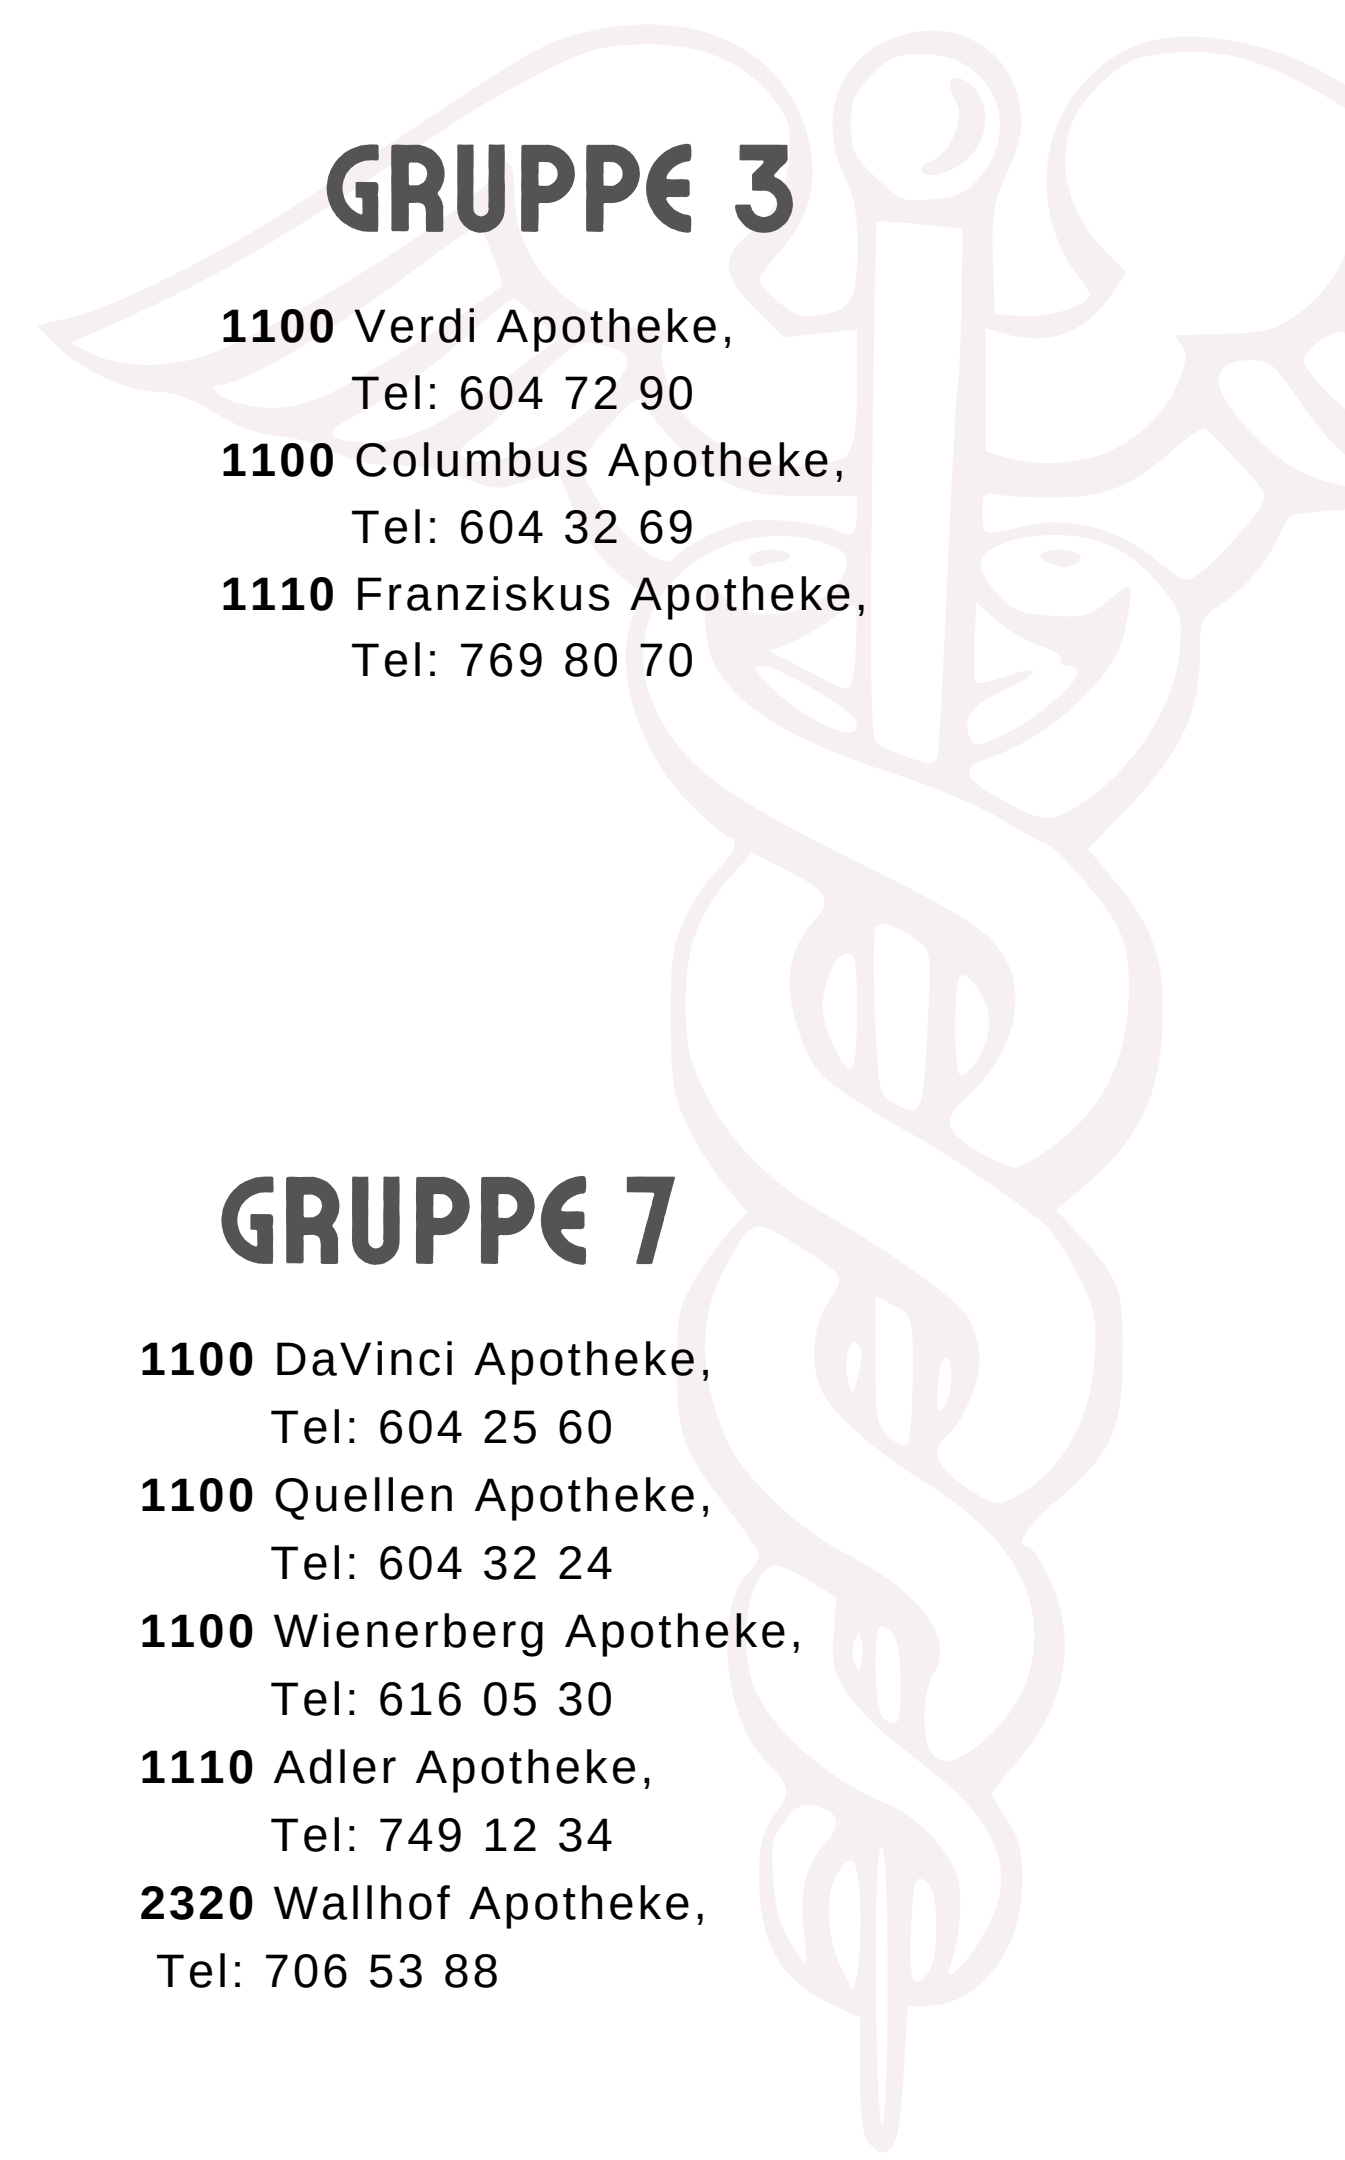 GRUPPE 3
1100 Verdi Apotheke,
Tel: 604 72 90
1100 Columbus Apotheke,
Tel: 604 32 69
1110 Franziskus Apotheke,
Tel: 769 80 70
GRUPPE 7
1100 DaVinci Apotheke,
Tel: 604 25 60
1100 Quellen Apotheke,
Tel: 604 32 24
1100 Wienerberg Apotheke,
Tel: 616 05 30
1110 Adler Apotheke,
Tel: 749 12 34
2320 Wallhof Apotheke,
Tel: 706 53 88